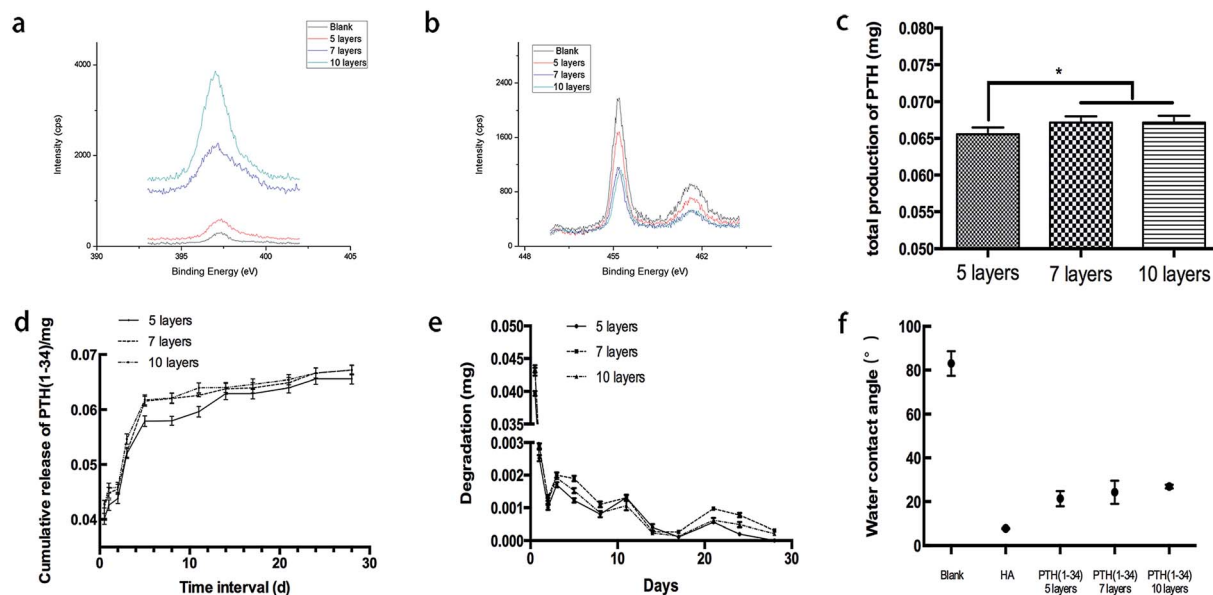 a
Blank
5 layers
7 layers
10 layers
4000
2000
0
Intensity (cps)
390
395
400
405
Binding Energy (eV)
b
Blank
5 layers
7 layers
10 layers
2400
1600
800
0
Intensity (cps)
448
455
462
Binding Energy (eV)
c
total production of PTH (mg)
0.080
0.075
0.070
0.065
0.060
0.055
0.050
*
5 layers
7 layers
10 layers
d
5 layers
7 layers
10 layers
Cumulative release of PTH(1-34)/mg
0.07
0.06
0.05
0.04
0
5
10
15
20
25
30
Time interval (d)
e
5 layers
7 layers
10 layers
Degradation (mg)
0.050
0.045
0.040
0.035
0.003
0.002
0.001
0.000
0
10
20
30
Days
f
Water contact angle (°)
100
80
60
40
20
0
Blank
HA
PTH(1-34)
5 layers
PTH(1-34)
7 layers
PTH(1-34)
10 layers